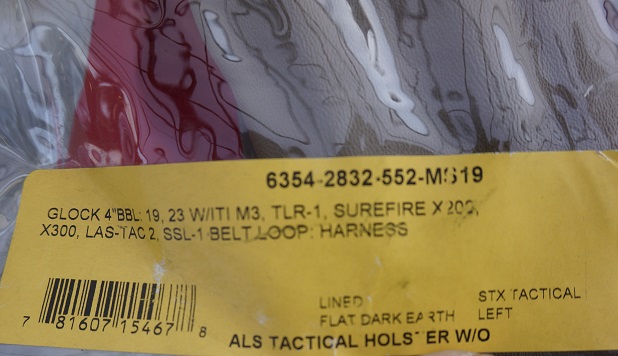 6354-2832-552-MS19
GLOCK 4"BBL: 19, 23 W/ITI M3, TLR-1, SUREFIRE X200,
X300, LAS-TAC 2, SSL-1 BELT LOOP: HARNESS
LINED STX TACTICAL
FLAT DARK EARTH LEFT
7 81607 15467 8
ALS TACTICAL HOLSTER W/O